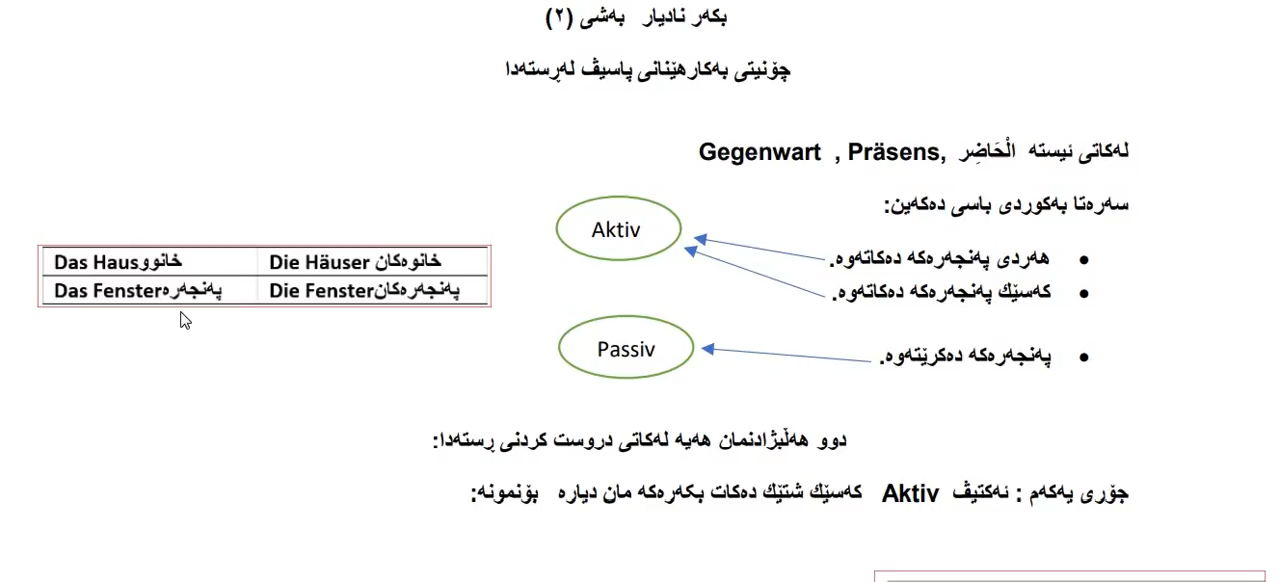 بکەر نادیار بەشی (٢)
چۆنیتی بەکارهێنانی پاسیڤ لەڕستەدا
لەکاتی ئیستە الْحَاضِر ,Gegenwart , Präsens
سەرەتا بەکوردی باسی دەکەین:
Aktiv
هەردی پەنجەرەکە دەکاتەوە.
کەسێك پەنجەرەکە دەکاتەوە.
Das Hausخانوو Die Häuser خانوەکان
Das Fensterپەنجەرە Die Fensterپەنجەرەکان
Passiv
پەنجەرەکە دەکرێتەوە.
دوو هەڵبژادنمان هەیە لەکاتی دروست کردنی ڕستەدا:
جۆری یەکەم : ئەکتیڤ Aktiv کەسێك شتێك دەکات بکەرەکە مان دیارە بۆنمونە: